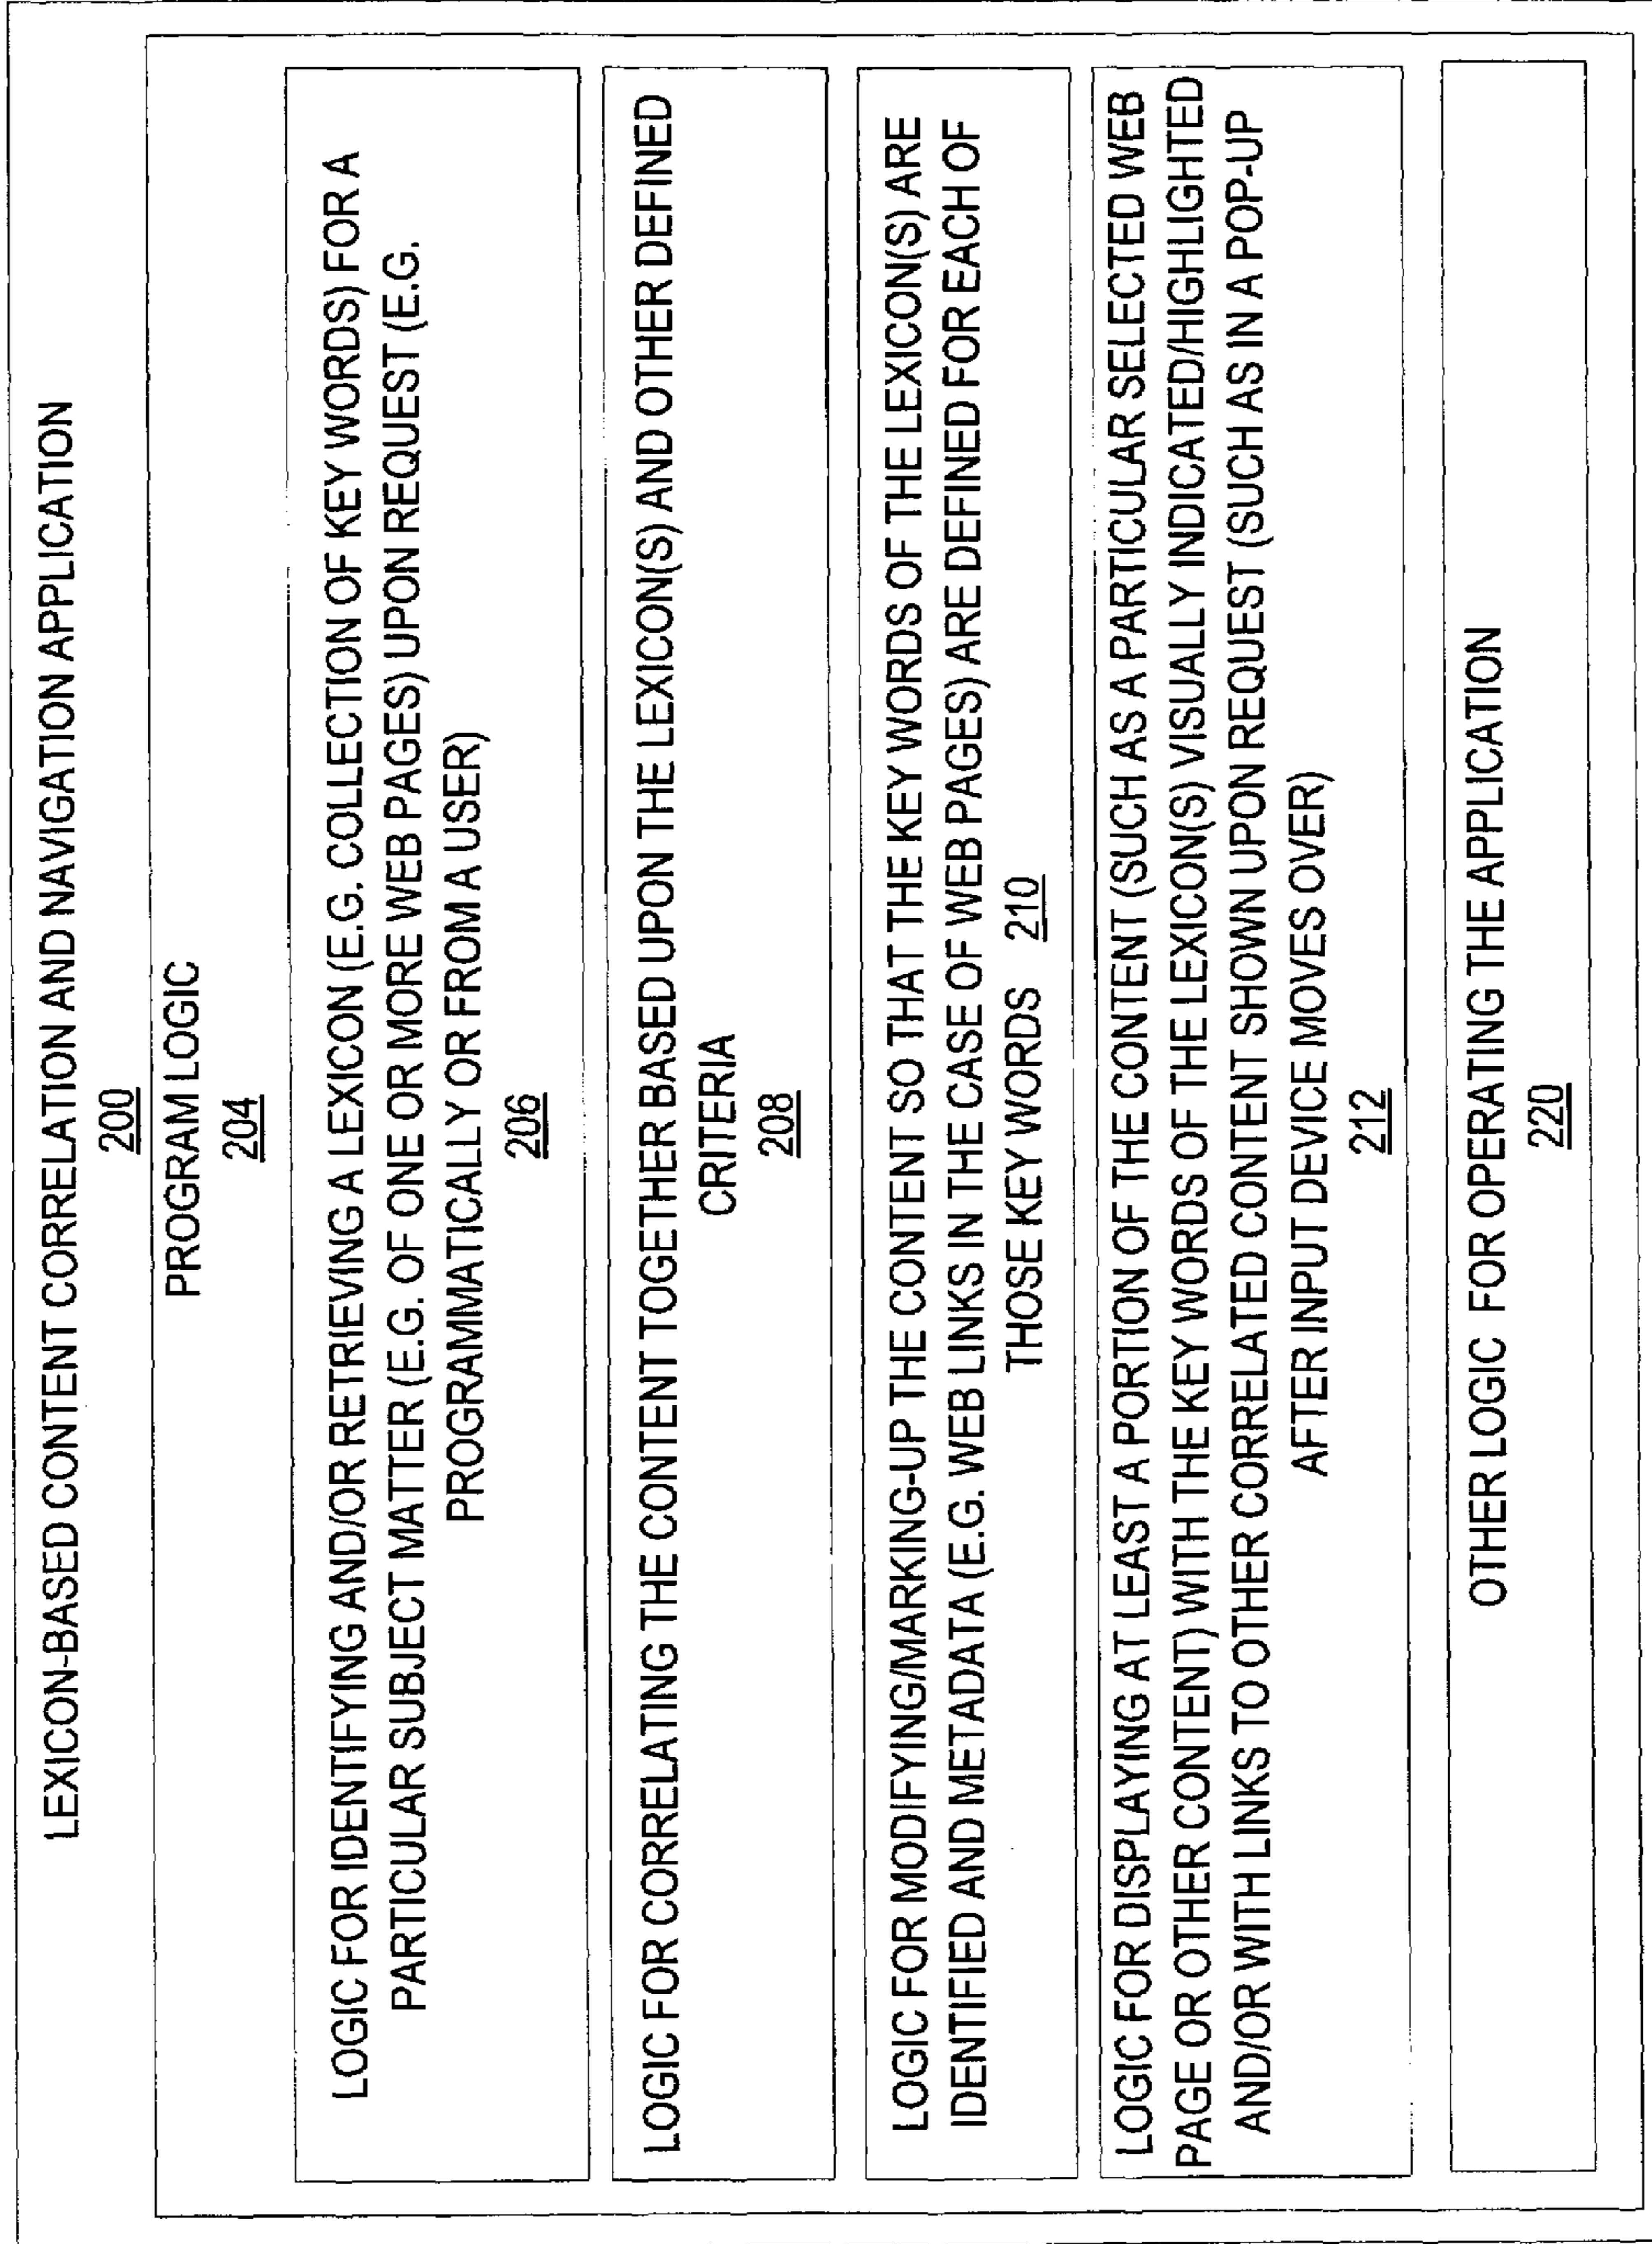 LEXICON-BASED CONTENT CORRELATION AND NAVIGATION APPLICATION
200
PROGRAM LOGIC
204
LOGIC FOR IDENTIFYING AND/OR RETRIEVING A LEXICON (E.G. COLLECTION OF KEY WORDS) FOR A
PARTICULAR SUBJECT MATTER (E.G. OF ONE OR MORE WEB PAGES) UPON REQUEST (E.G.
PROGRAMMATICALLY OR FROM A USER)
206
LOGIC FOR CORRELATING THE CONTENT TOGETHER BASED UPON THE LEXICON(S) AND OTHER DEFINED
CRITERIA
208
LOGIC FOR MODIFYING/MARKING-UP THE CONTENT SO THAT THE KEY WORDS OF THE LEXICON(S) ARE
IDENTIFIED AND METADATA (E.G. WEB LINKS IN THE CASE OF WEB PAGES) ARE DEFINED FOR EACH OF
THOSE KEY WORDS 210
LOGIC FOR DISPLAYING AT LEAST A PORTION OF THE CONTENT (SUCH AS A PARTICULAR SELECTED WEB
PAGE OR OTHER CONTENT) WITH THE KEY WORDS OF THE LEXICON(S) VISUALLY INDICATED/HIGHLIGHTED
AND/OR WITH LINKS TO OTHER CORRELATED CONTENT SHOWN UPON REQUEST (SUCH AS IN A POP-UP
AFTER INPUT DEVICE MOVES OVER)
212
OTHER LOGIC FOR OPERATING THE APPLICATION
220